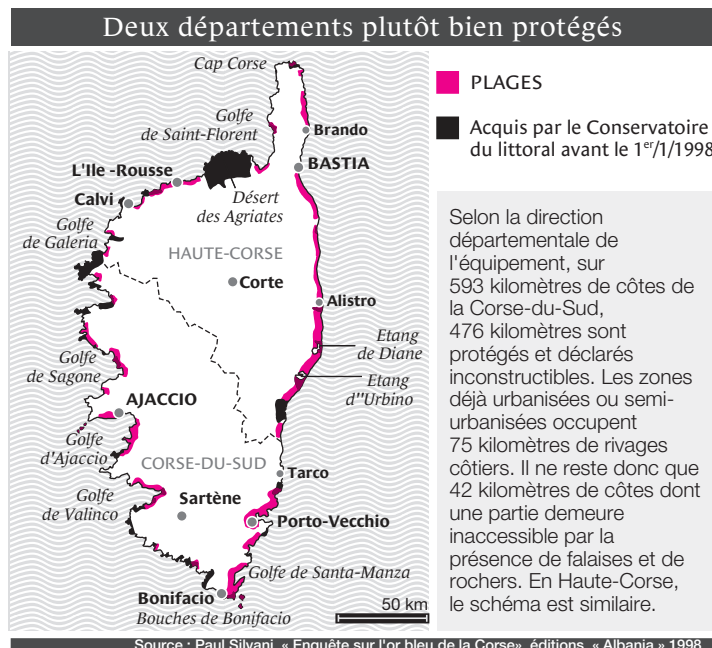 Deux départements plutôt bien protégés
Cap Corse
Golfe
de Saint-Florent
Brando
BASTIA
L'Ile -Rousse
Calvi
Désert
des Agriates
Golfe
de Galeria
HAUTE-CORSE
Corte
Alistro
Etang
de Diane
Golfe
de Sagone
Etang
d''Urbino
AJACCIO
Golfe
d'Ajaccio
CORSE-DU-SUD
Tarco
Golfe
de Valinco
Sartène
Porto-Vecchio
Golfe de Santa-Manza
Bonifacio
Bouches de Bonifacio
50 km
PLAGES
Acquis par le Conservatoire
du littoral avant le 1er/1/1998
Selon la direction
départementale de
l'équipement, sur
593 kilomètres de côtes de
la Corse-du-Sud,
476 kilomètres sont
protégés et déclarés
inconstructibles. Les zones
déjà urbanisées ou semi-
urbanisées occupent
75 kilomètres de rivages
côtiers. Il ne reste donc que
42 kilomètres de côtes dont
une partie demeure
inaccessible par la
présence de falaises et de
rochers. En Haute-Corse,
le schéma est similaire.
Source : Paul Silvani, « Enquête sur l'or bleu de la Corse», éditions « Albania » 1998